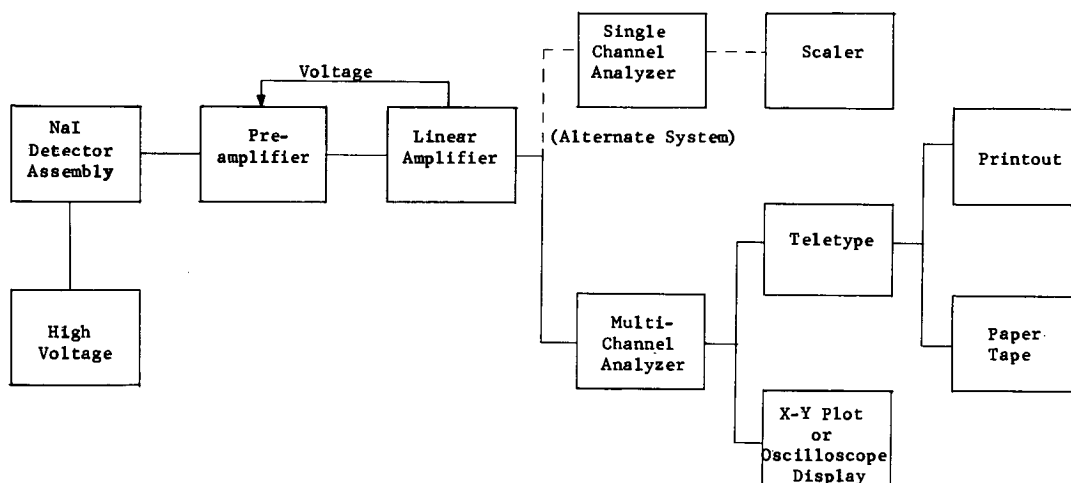 Single
Channel
Analyzer
Scaler
Voltage
NaI
Detector
Assembly
Pre-
amplifier
Linear
Amplifier
(Alternate System)
Printout
Teletype
High
Voltage
Multi-
Channel
Analyzer
Paper
Tape
X-Y Plot
or
Oscilloscope
Display